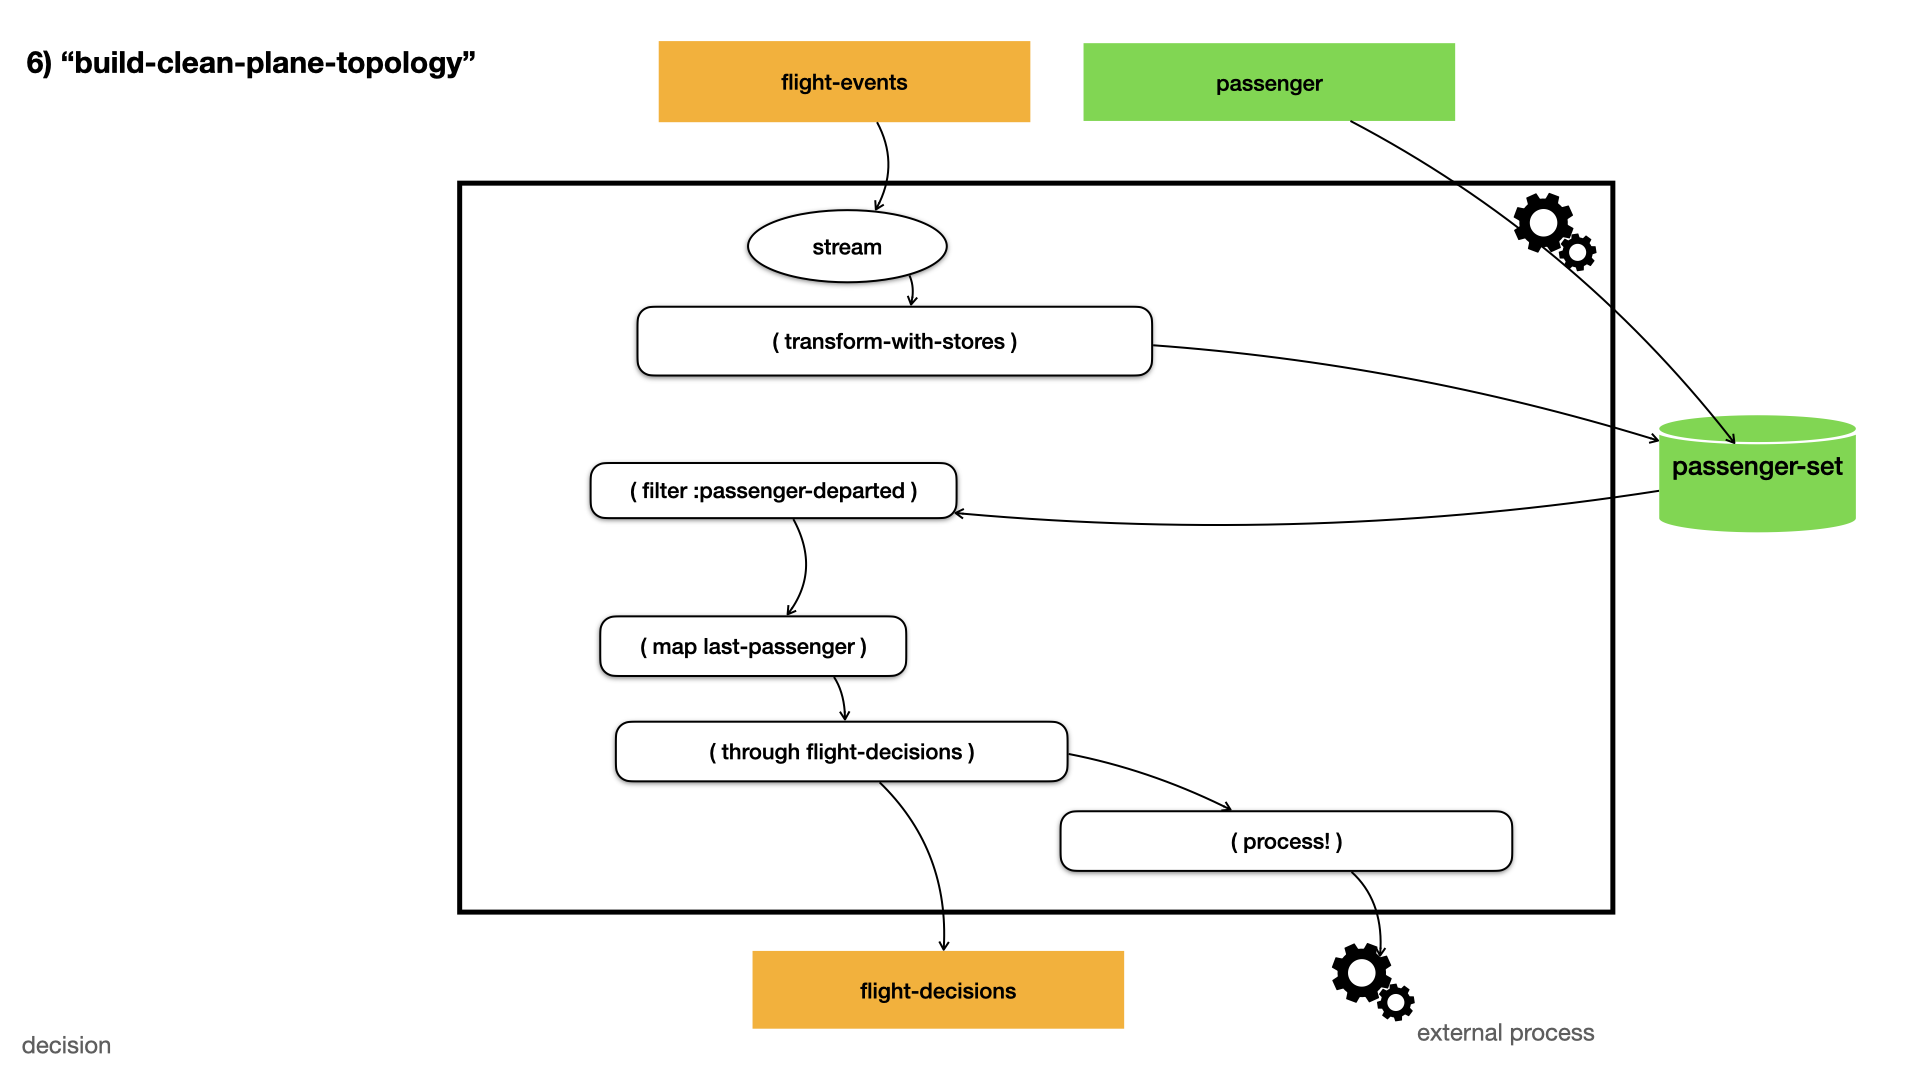 6) “build-clean-plane-topology”
flight-events
passenger
stream
( transform-with-stores )
passenger-set
( filter :passenger-departed )
( map last-passenger )
( through flight-decisions )
( process! )
flight-decisions
external process
decision